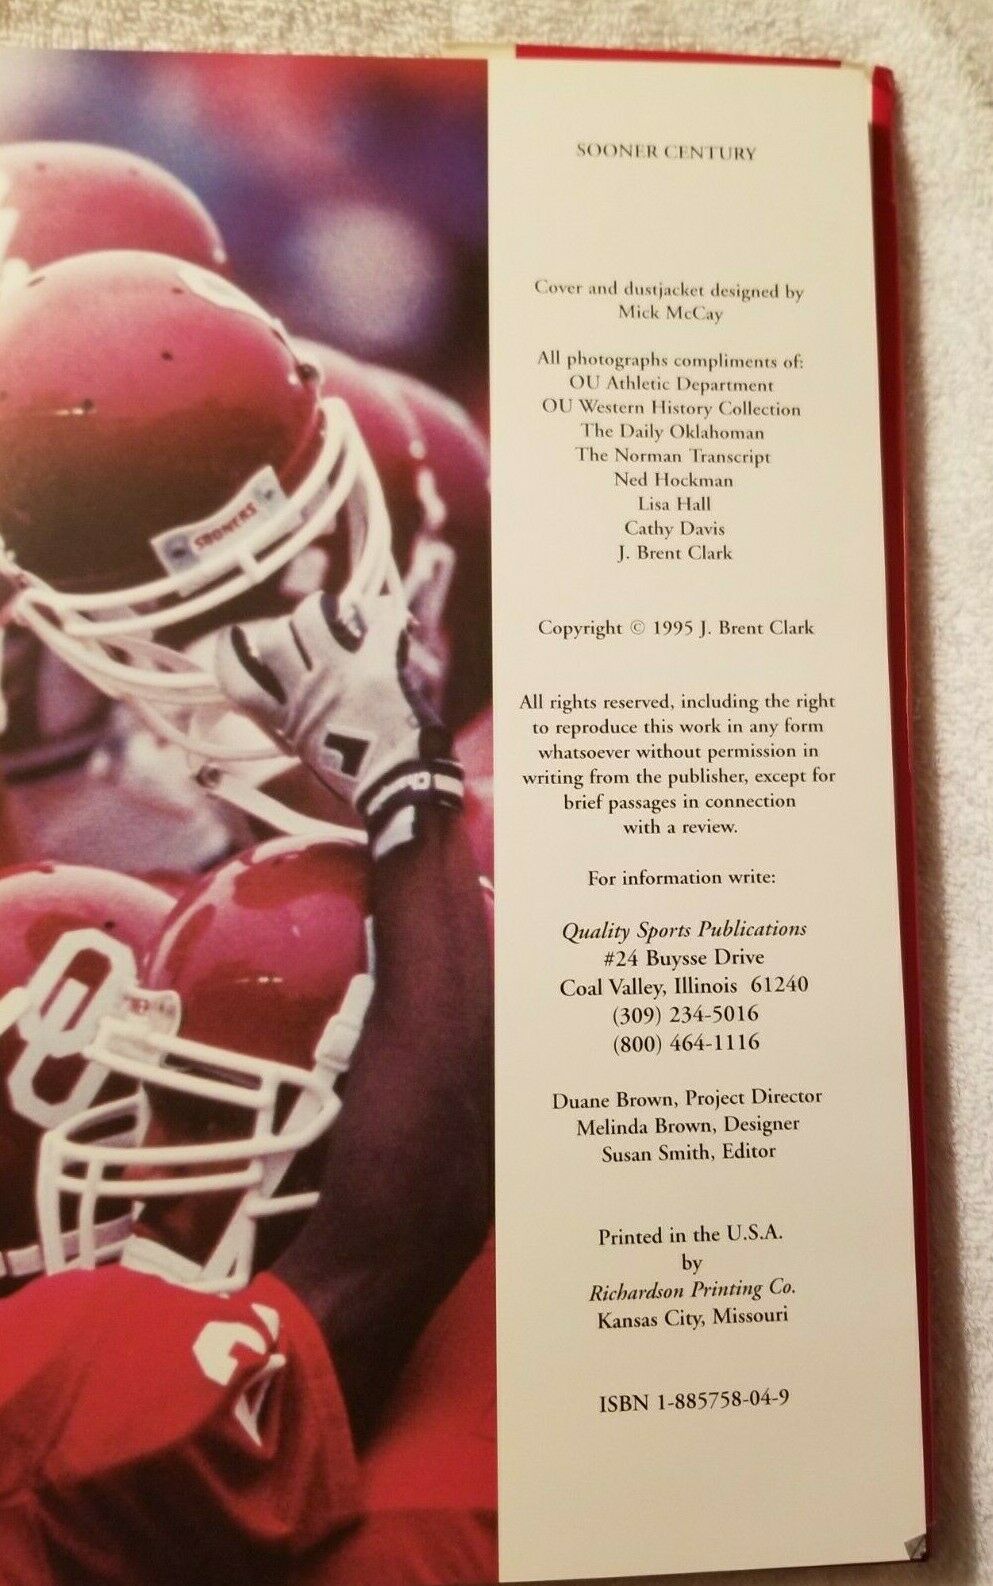 SOONER CENTURY
Cover and dustjacket designed by
Mick McCay
All photographs compliments of:
OU Athletic Department
OU Western History Collection
The Daily Oklahoman
The Norman Transcript
Ned Hockman
Lisa Hall
Cathy Davis
J. Brent Clark
Copyright © 1995 J. Brent Clark
All rights reserved, including the right
to reproduce this work in any form
whatsoever without permission in
writing from the publisher, except for
brief passages in connection
with a review.
For information write:
Quality Sports Publications
#24 Buysse Drive
Coal Valley, Illinois 61240
(309) 234-5016
(800) 464-1116
Duane Brown, Project Director
Melinda Brown, Designer
Susan Smith, Editor
Printed in the U.S.A.
by
Richardson Printing Co.
Kansas City, Missouri
ISBN 1-885758-04-9
SOONERS
OU